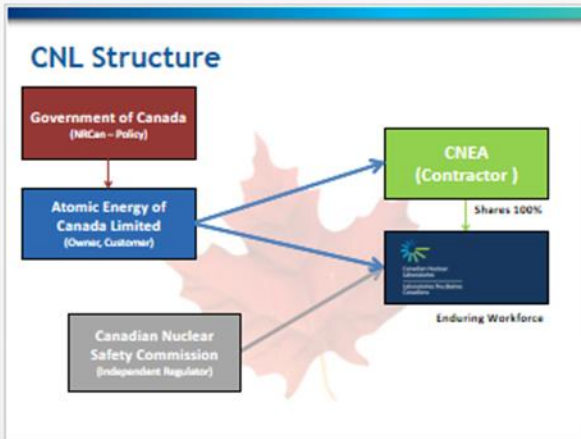 CNL Structure
Government of Canada
(NRCan – Policy)
CNEA
(Contractor )
Atomic Energy of
Canada Limited
(Owner, Customer)
Shares 100%
Canadian Nuclear
Laboratories
Laboratoires Nucléaires
Canadiens
Enduring Workforce
Canadian Nuclear
Safety Commission
(Independent Regulator)